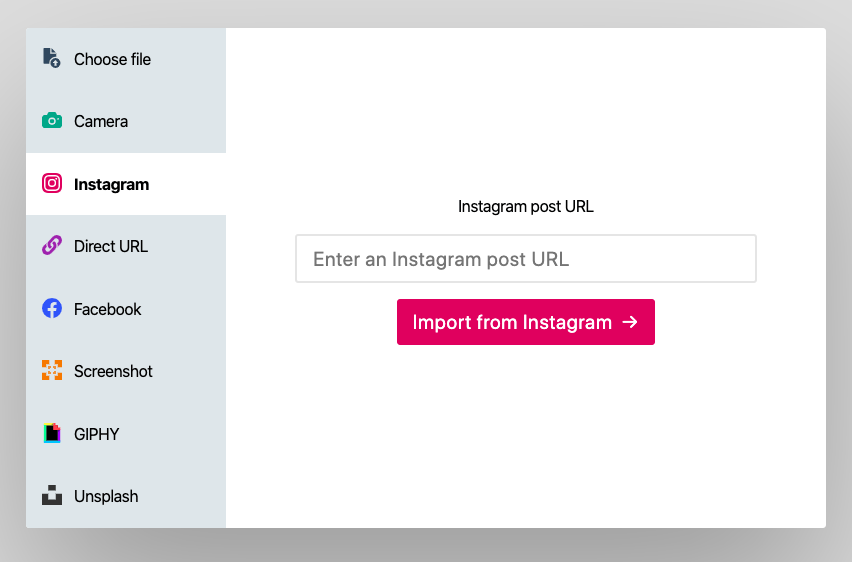 Choose file
Camera
Instagram
Direct URL
Facebook
Screenshot
GIPHY
Unsplash
Instagram post URL
Enter an Instagram post URL
Import from Instagram →